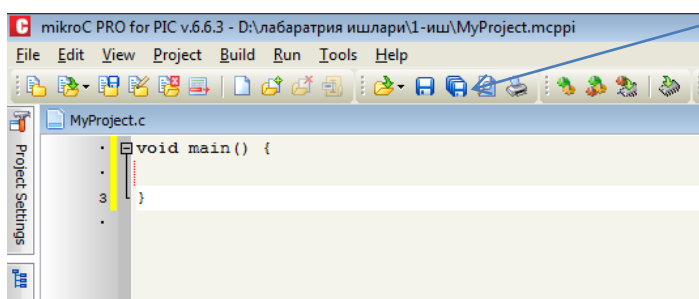 mikroC PRO for PIC v.6.6.3 - D:\лабаратрия ишлари\1-иш\MyProject.mcppi
File Edit View Project Build Run Tools Help
MyProject.c
void main() {
3 }
Project Settings